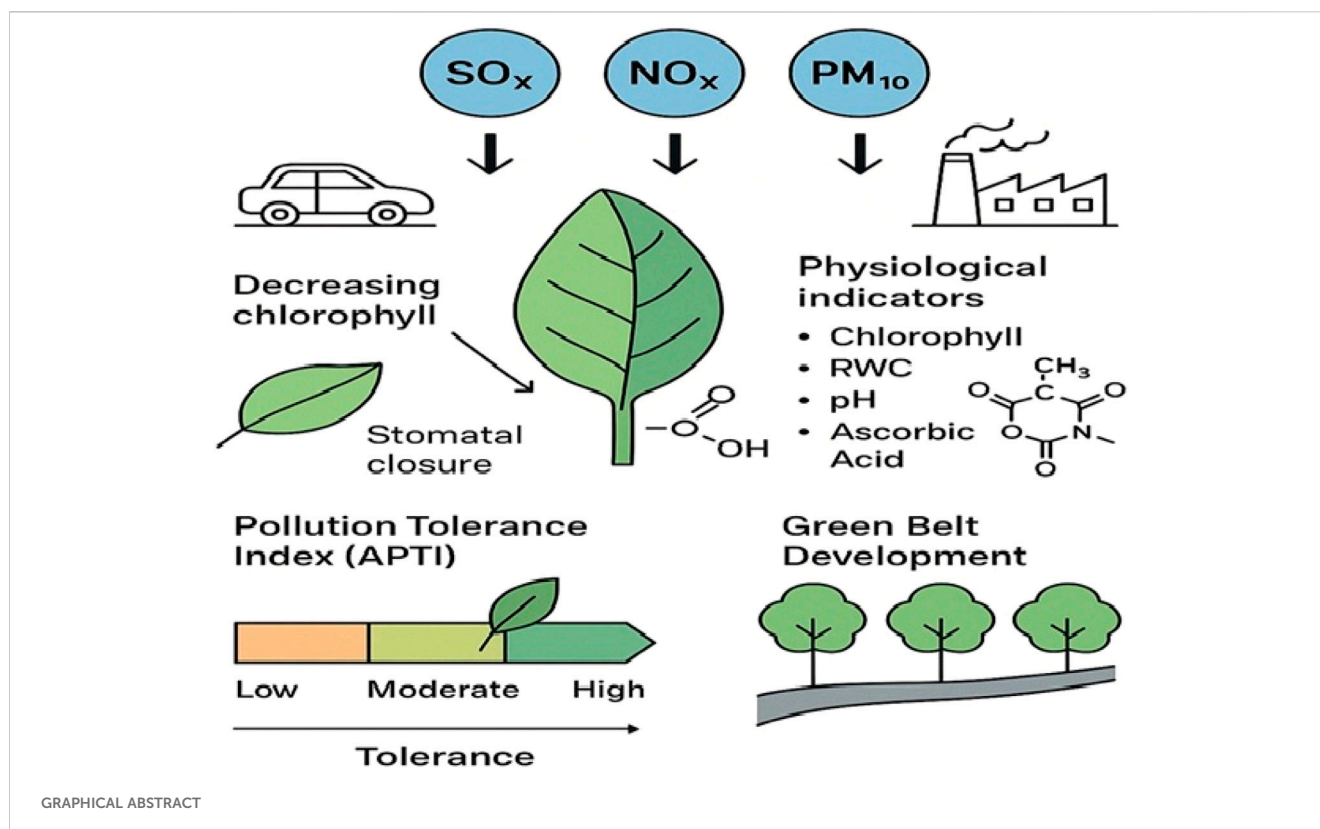 SOₓ
NOₓ
PM₁₀
Decreasing
chlorophyll
Stomatal
closure
O
O
OH
Physiological
indicators
• Chlorophyll
• RWC
• pH
• Ascorbic
Acid
CH₃
O
C
O
O
N
O
Pollution Tolerance
Index (APTI)
Low
Moderate
High
Tolerance
Green Belt
Development
GRAPHICAL ABSTRACT